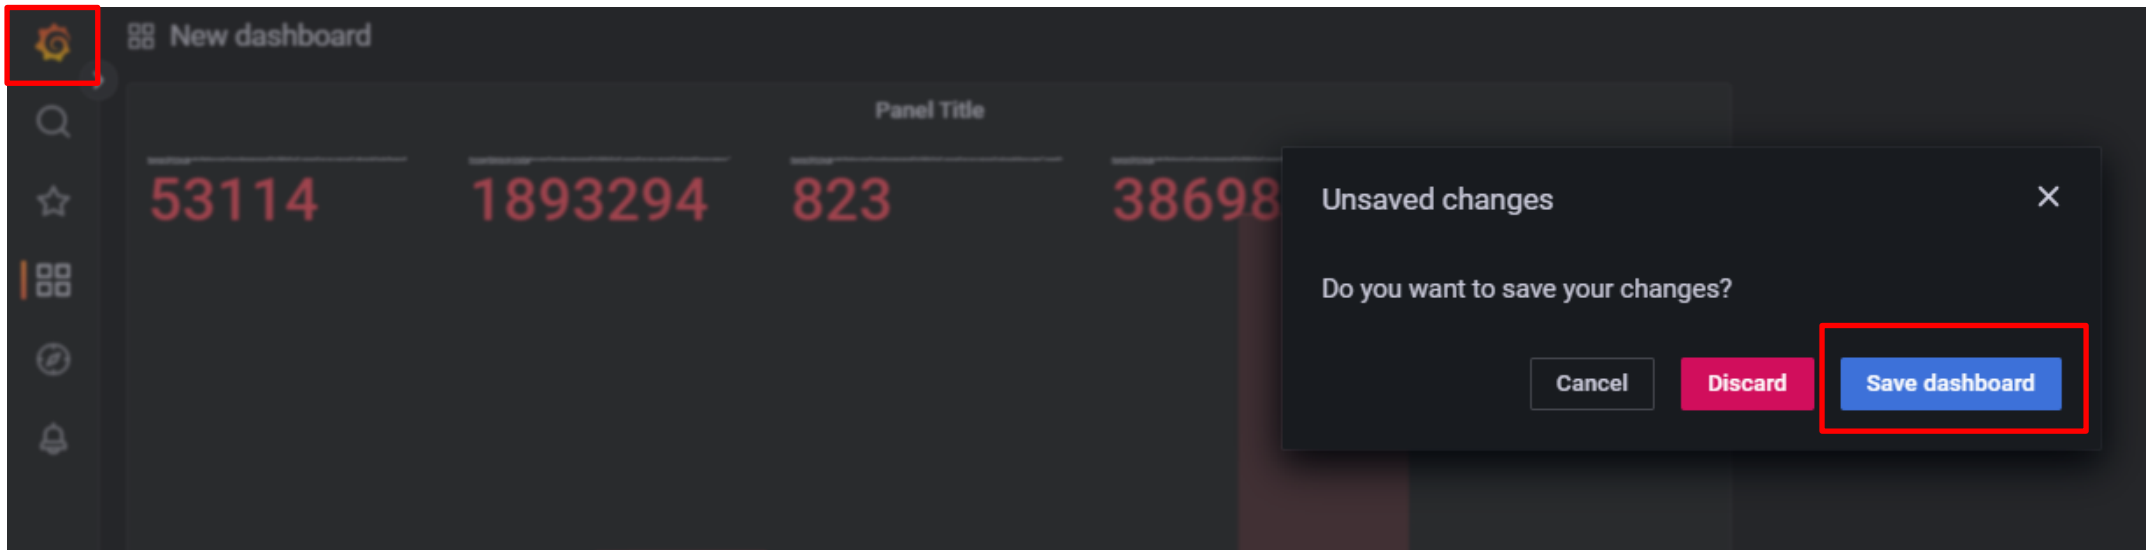 New dashboard
Panel Title
53114 1893294 823 38698
Unsaved changes
Do you want to save your changes?
Cancel Discard Save dashboard